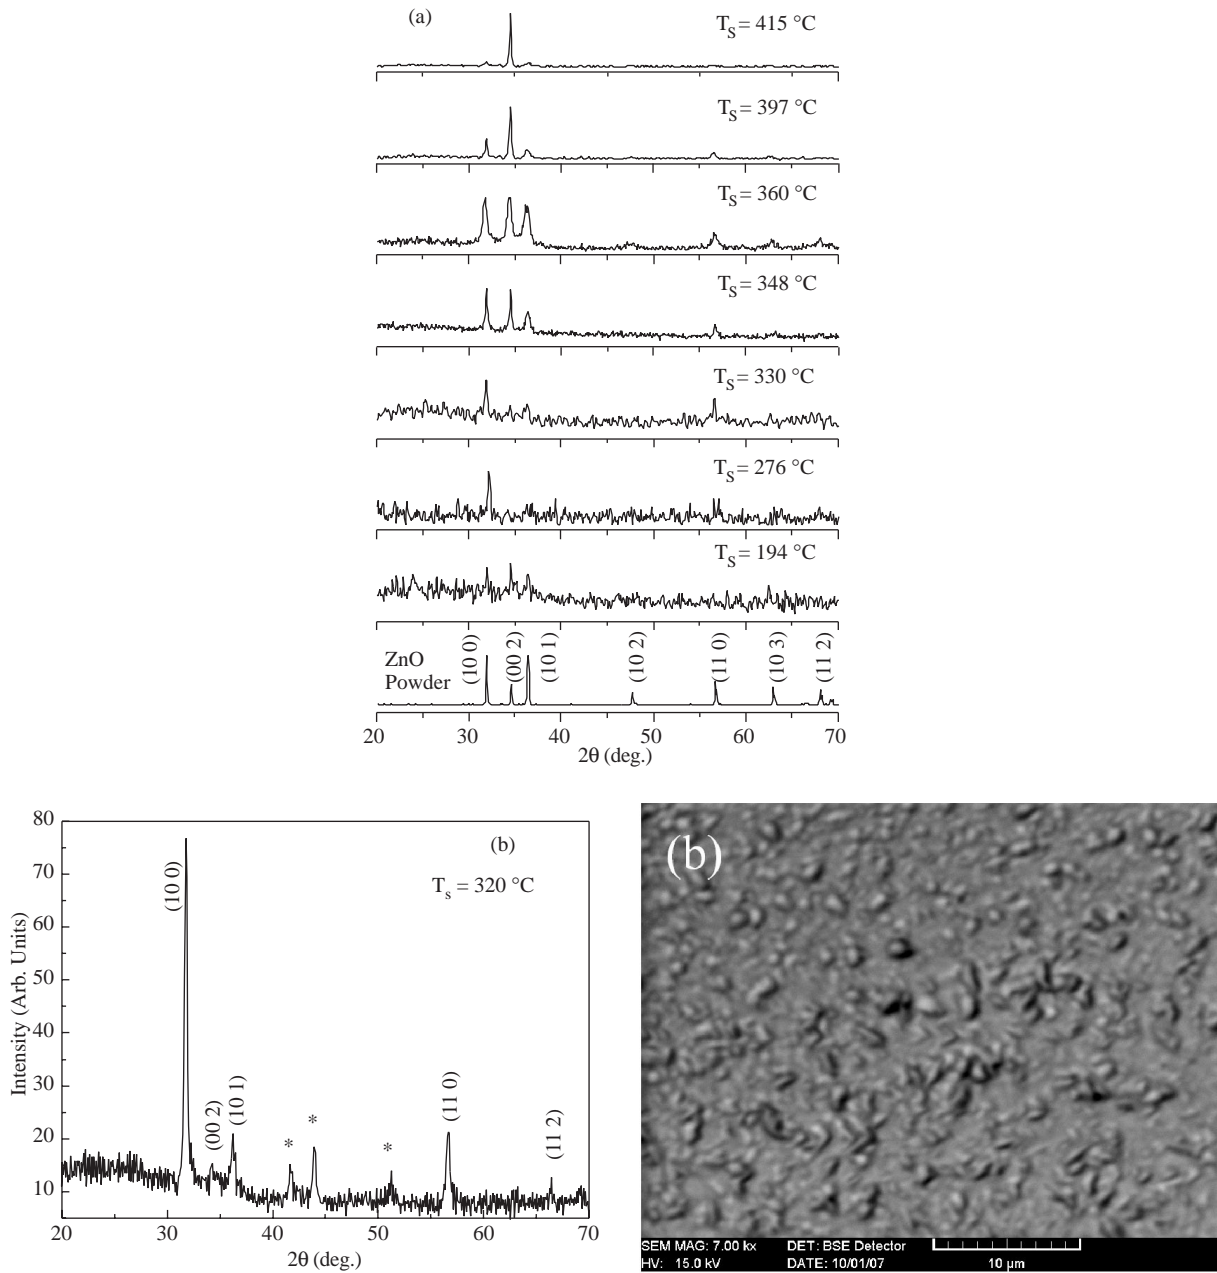 (a)
T_S = 415 °C
T_S = 397 °C
T_S = 360 °C
T_S = 348 °C
T_S = 330 °C
T_S = 276 °C
T_S = 194 °C
ZnO
Powder
(10 0)
(00 2)
(10 1)
(10 2)
(11 0)
(10 3)
(11 2)
20 30 40 50 60 70
2θ (deg.)
80
70
60
50
40
30
20
10
Intensity (Arb. Units)
(b)
T_s = 320 °C
(10 0)
(00 2)
(10 1)
*
*
*
(11 0)
(11 2)
20 30 40 50 60 70
2θ (deg.)
(b)
SEM MAG: 7.00 kx DET: BSE Detector
HV: 15.0 kV DATE: 10/01/07 10 µm